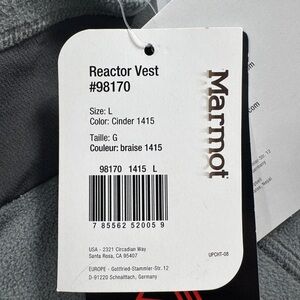 Reactor Vest
#98170
Size: L
Color: Cinder 1415
Taille: G
Couleur: braise 1415
98170 1415 L
7 85562 52005 9
USA - 2321 Circadian Way
Santa Rosa, CA 95407
EUROPE - Gottfried-Stammler-Str. 12
D-91220 Schnaittach, Germany
Marmot
UPCHT-08